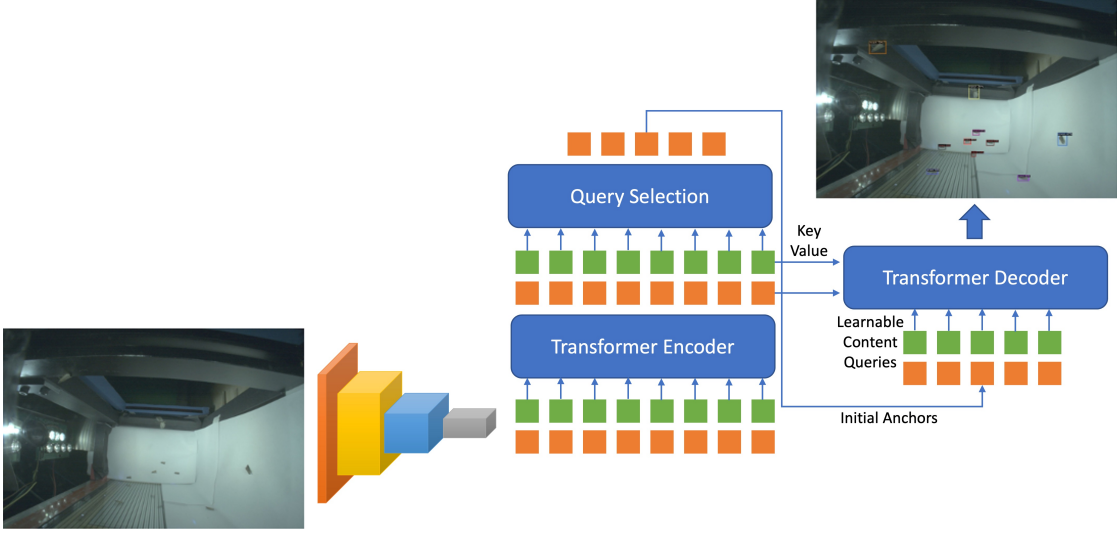 Query Selection
Key
Value
Transformer Decoder
Transformer Encoder
Learnable
Content
Queries
Initial Anchors